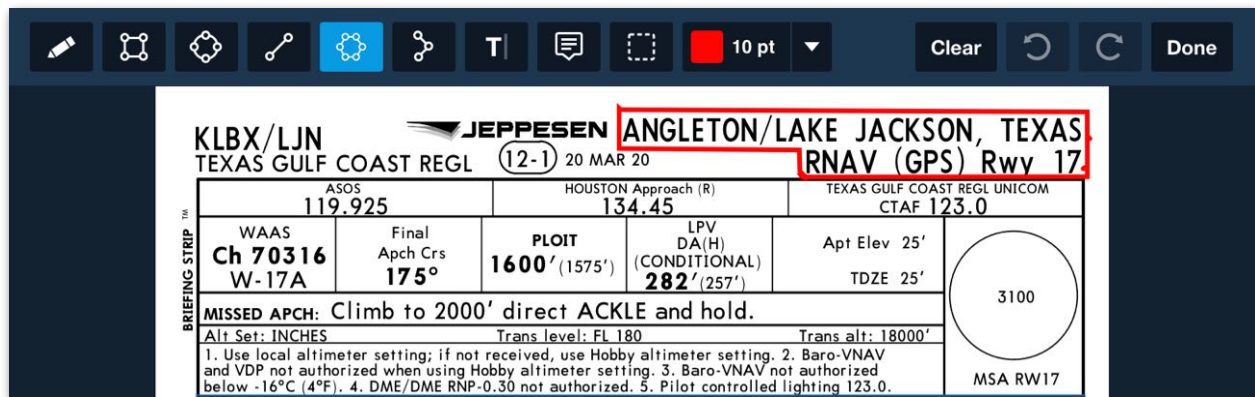 T
10 pt
Clear
Done
KLBX/LJN
JEPPESEN
ANGLETON/LAKE JACKSON, TEXAS
TEXAS GULF COAST REGL
12-1
20 MAR 20
RNAV (GPS) Rwy 17
BRIEFING STRIP ™
ASOS
119.925
HOUSTON Approach (R)
134.45
TEXAS GULF COAST REGL UNICOM
CTAF 123.0
WAAS
Ch 70316
W-17A
Final
Apch Crs
175°
PLOIT
1600′(1575′)
LPV
DA(H)
(CONDITIONAL)
282′(257′)
Apt Elev 25′
TDZE 25′
3100
MSA RW17
MISSED APCH: Climb to 2000′ direct ACKLE and hold.
Alt Set: INCHES Trans level: FL 180 Trans alt: 18000′
1. Use local altimeter setting; if not received, use Hobby altimeter setting. 2. Baro-VNAV
and VDP not authorized when using Hobby altimeter setting. 3. Baro-VNAV not authorized
below -16°C (4°F). 4. DME/DME RNP-0.30 not authorized. 5. Pilot controlled lighting 123.0.